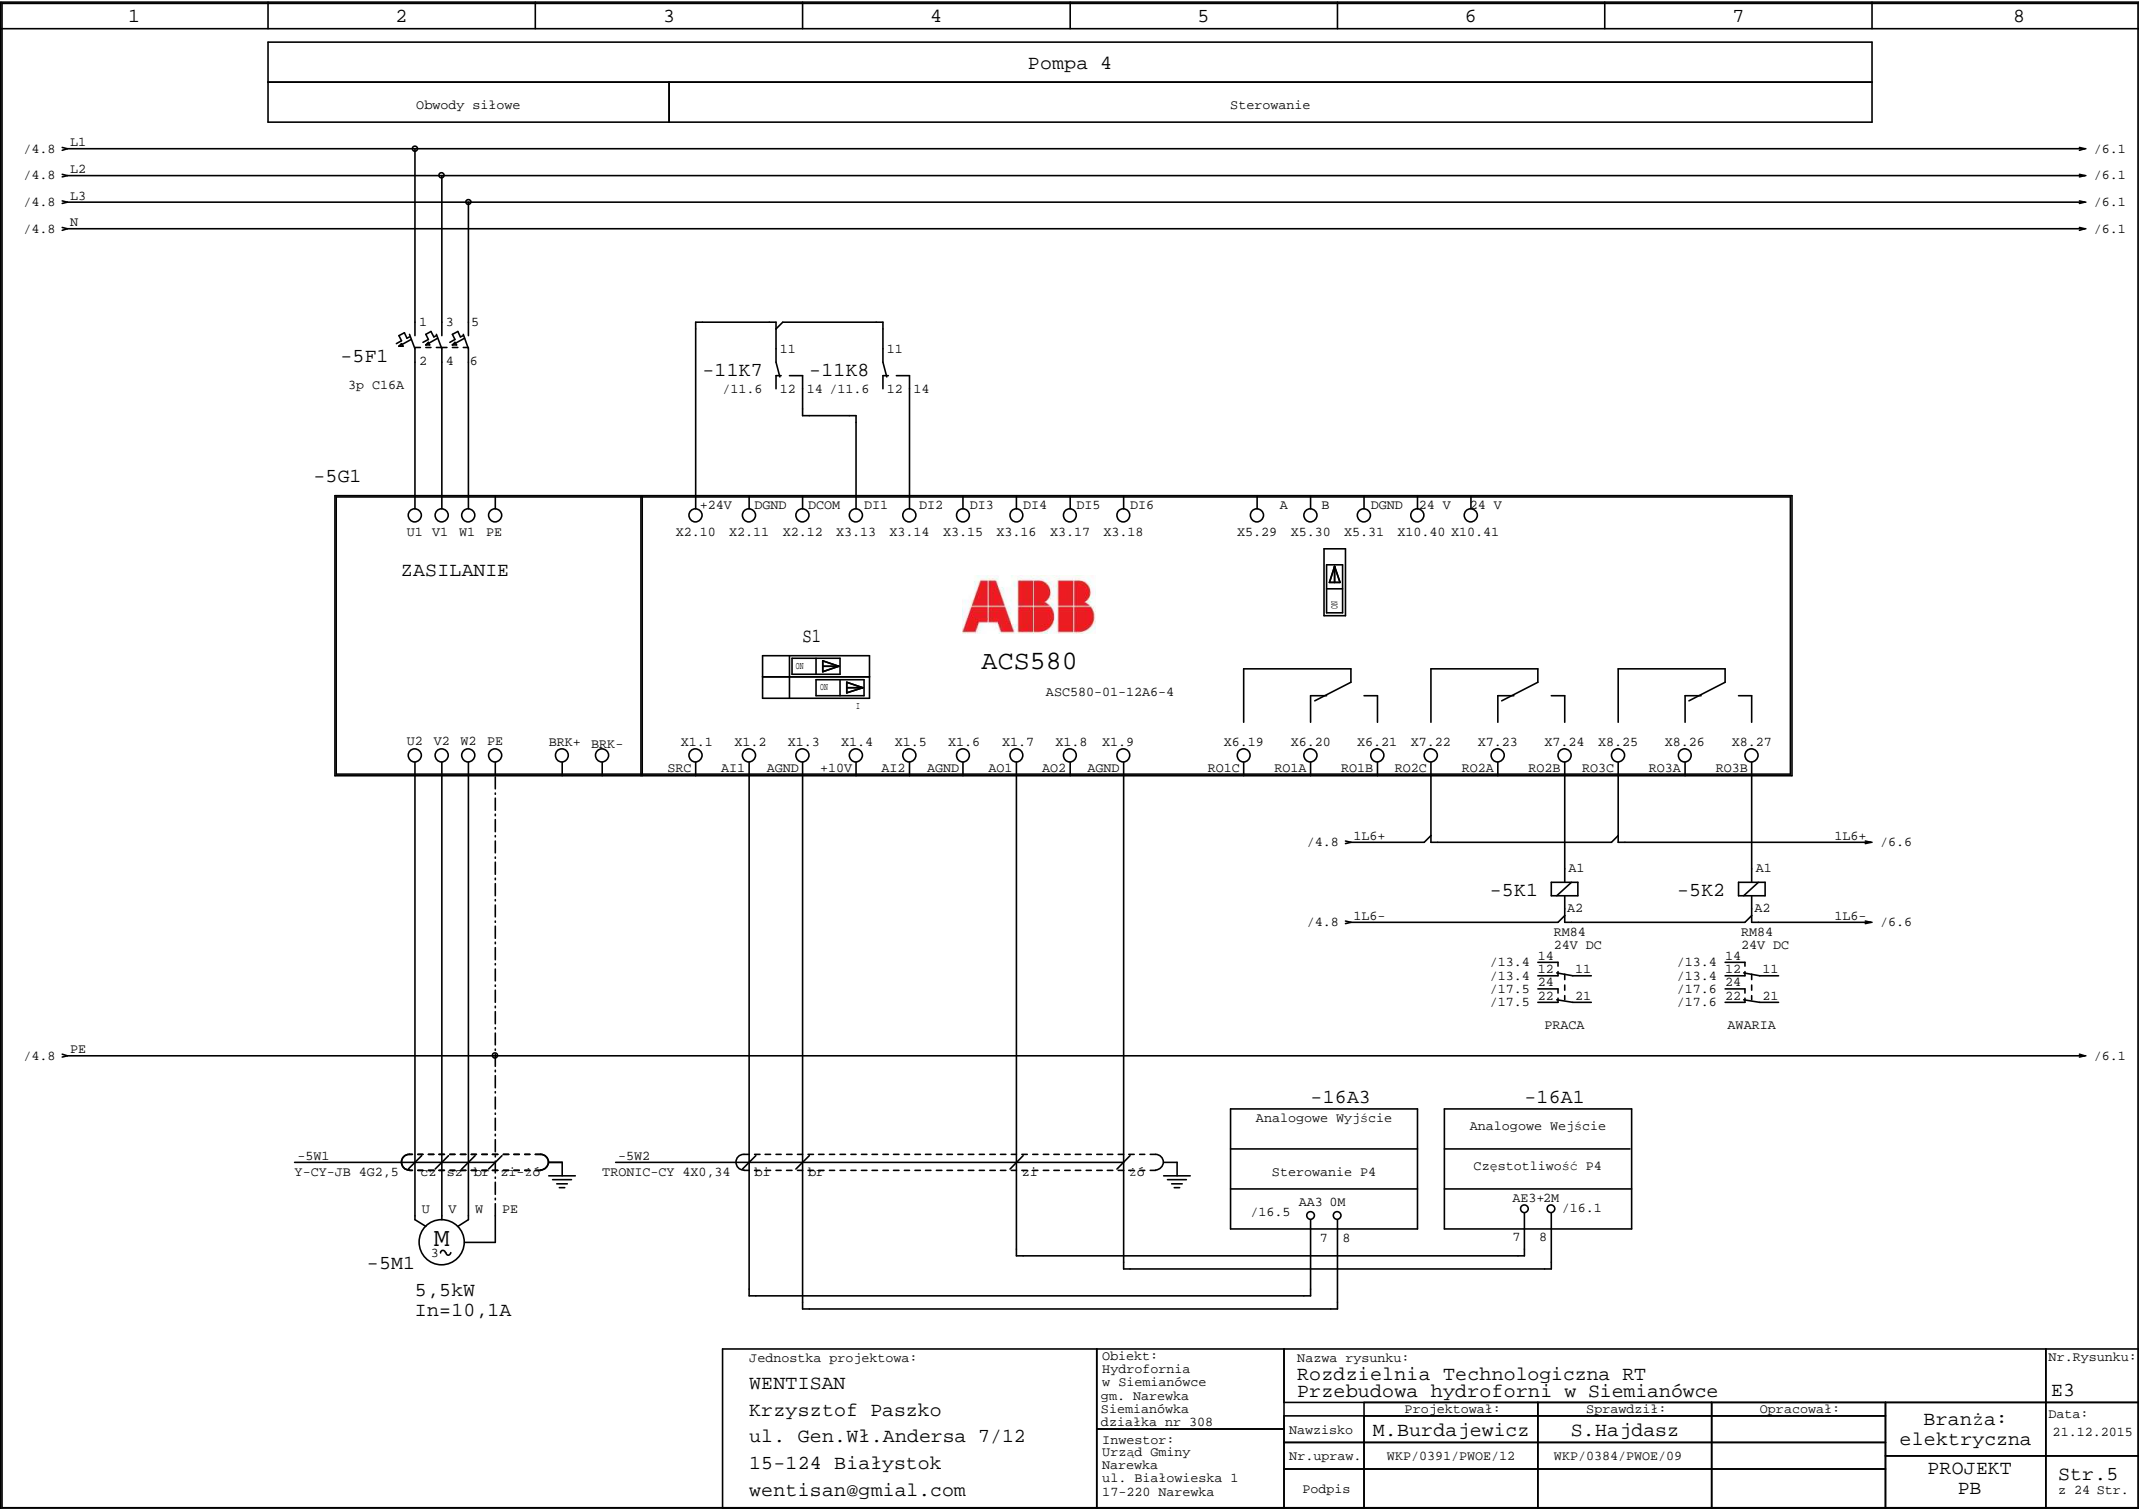 1 2 3 4 5 6 7 8
Pompa 4
Obwody siłowe Sterowanie
/4.8 L1 /6.1
/4.8 L2 /6.1
/4.8 L3 /6.1
/4.8 N /6.1
1 3 5
-5F1
2 4 6
3p C16A
11 11
-11K7 -11K8
/11.6 12 14 /11.6 12 14
-5G1
+24V DGND DCOM DI1 DI2 DI3 DI4 DI5 DI6 A B DGND 24 V 24 V
U1 V1 W1 PE X2.10 X2.11 X2.12 X3.13 X3.14 X3.15 X3.16 X3.17 X3.18 X5.29 X5.30 X5.31 X10.40 X10.41
ZASILANIE
ABB
ON
S1
ON
ON
I
ACS580
ASC580-01-12A6-4
U2 V2 W2 PE BRK+ BRK- X1.1 X1.2 X1.3 X1.4 X1.5 X1.6 X1.7 X1.8 X1.9 X6.19 X6.20 X6.21 X7.22 X7.23 X7.24 X8.25 X8.26 X8.27
SRC AI1 AGND +10V AI2 AGND AO1 AO2 AGND RO1C RO1A RO1B RO2C RO2A RO2B RO3C RO3A RO3B
/4.8 1L6+ 1L6+ /6.6
A1 A1
-5K1 -5K2
A2 A2
/4.8 1L6- 1L6- /6.6
RM84 RM84
24V DC 24V DC
/13.4 14 /13.4 14
/13.4 12 11 /13.4 12 11
/17.5 24 /17.6 24
/17.5 22 21 /17.6 22 21
PRACA AWARIA
/4.8 PE /6.1
-16A3 -16A1
Analogowe Wyjście Analogowe Wejście
Sterowanie P4 Częstotliwość P4
/16.5 AA3 0M AE3+2M /16.1
7 8 7 8
-5W1 -5W2
Y-CY-JB 4G2,5 cz sz br zi-żó TRONIC-CY 4X0,34 bi br zi żó
U V W PE
M
3~
-5M1
5,5kW
In=10,1A
Jednostka projektowa:
WENTISAN
Krzysztof Paszko
ul. Gen.Wł.Andersa 7/12
15-124 Białystok
wentisan@gmial.com
Obiekt:
Hydrofornia
w Siemianówce
gm. Narewka
Siemianówka
działka nr 308
Inwestor:
Urząd Gminy
Narewka
ul. Białowieska 1
17-220 Narewka
Nazwa rysunku:
Rozdzielnia Technologiczna RT
Przebudowa hydroforni w Siemianówce
Projektował: Sprawdził: Opracował:
Nawzisko M.Burdajewicz S.Hajdasz
Nr.upraw. WKP/0391/PWOE/12 WKP/0384/PWOE/09
Podpis
Branża:
elektryczna
PROJEKT
PB
Nr.Rysunku:
E3
Data:
21.12.2015
Str.5
z 24 Str.